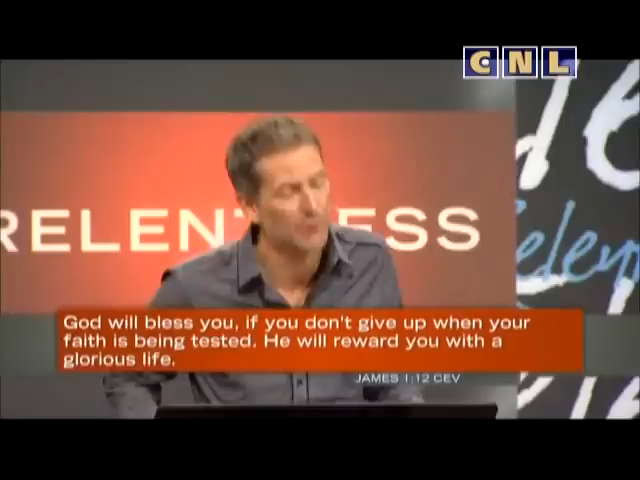 CNL
RELENTLESS
Relen
God will bless you, if you don't give up when your
faith is being tested. He will reward you with a
glorious life.
JAMES 1:12 CEV